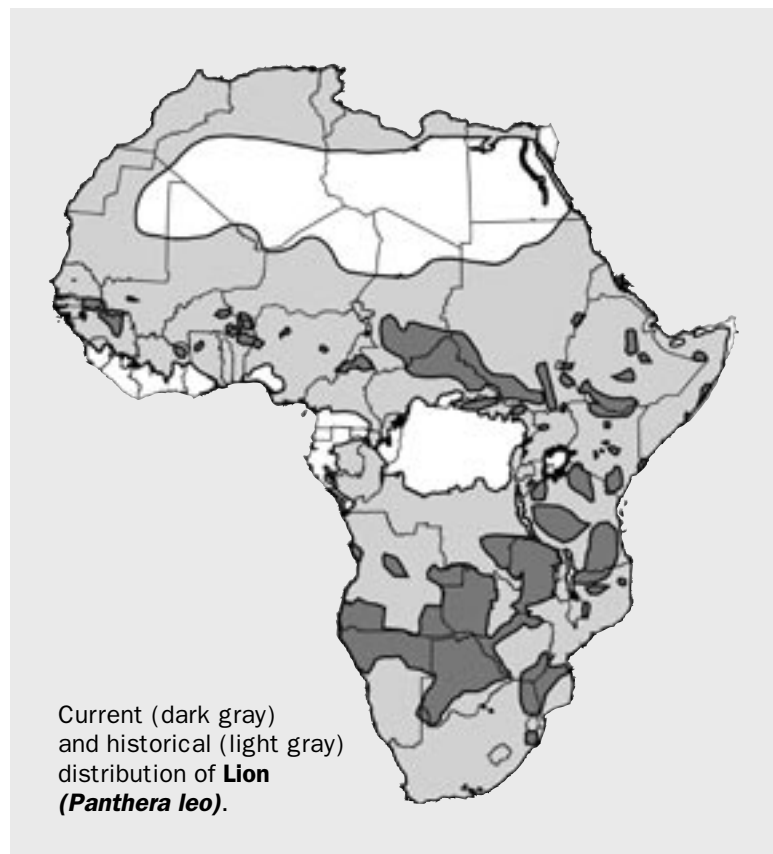 Current (dark gray)
and historical (light gray)
distribution of Lion
(Panthera leo).